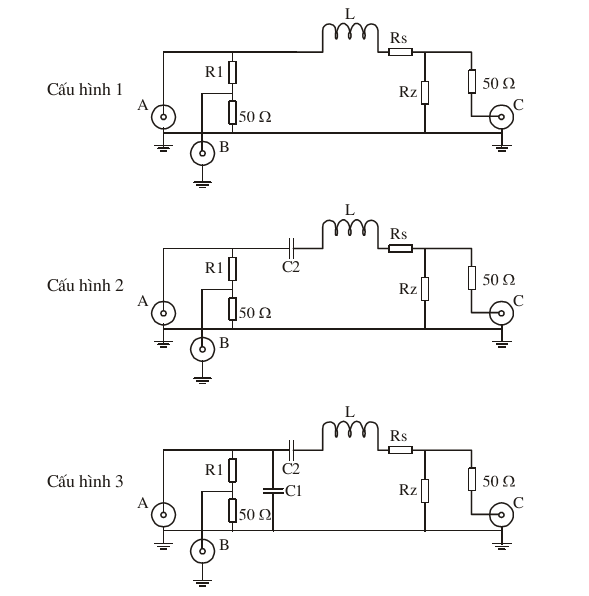 L
Rs
R1
50 Ω
Cấu hình 1
Rz
A
C
50 Ω
B
L
Rs
R1
C2
50 Ω
Cấu hình 2
Rz
A
C
50 Ω
B
L
Rs
R1
C2
50 Ω
Cấu hình 3
C1
Rz
A
C
50 Ω
B